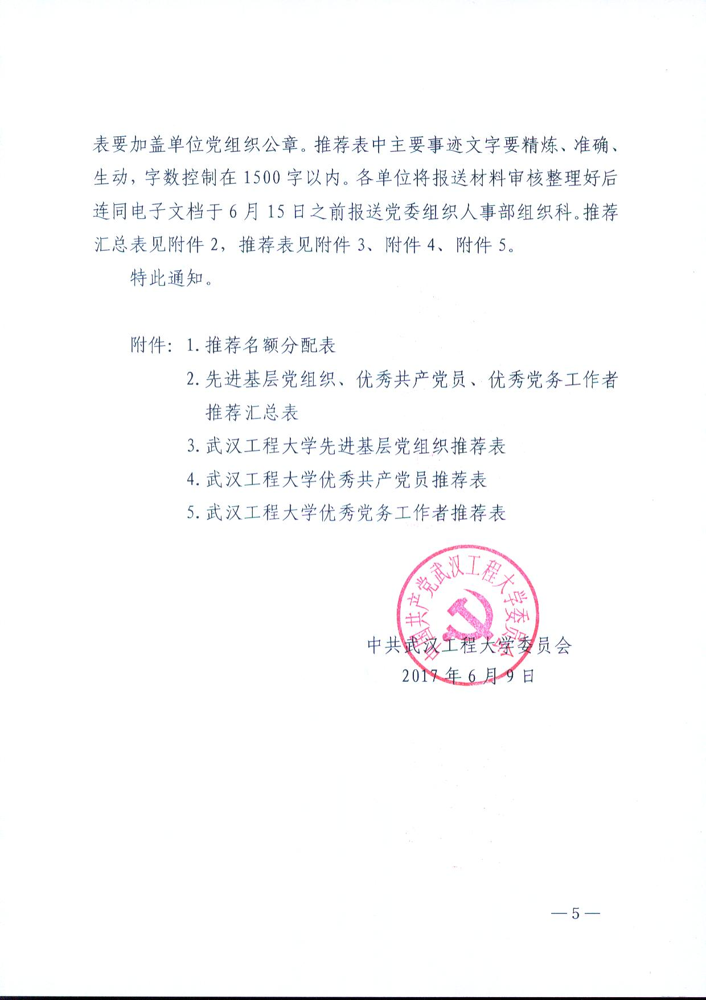 表要加盖单位党组织公章。推荐表中主要事迹文字要精炼、准确、
生动，字数控制在 1500 字以内。各单位将报送材料审核整理好后
连同电子文档于 6 月 15 日之前报送党委组织人事部组织科。推荐
汇总表见附件 2，推荐表见附件 3、附件 4、附件 5。
特此通知。
附件：1.推荐名额分配表
2.先进基层党组织、优秀共产党员、优秀党务工作者
推荐汇总表
3.武汉工程大学先进基层党组织推荐表
4.武汉工程大学优秀共产党员推荐表
5.武汉工程大学优秀党务工作者推荐表
中国共产党武汉工程大学委员会
中共武汉工程大学委员会
2017 年 6 月 9 日
— 5 —